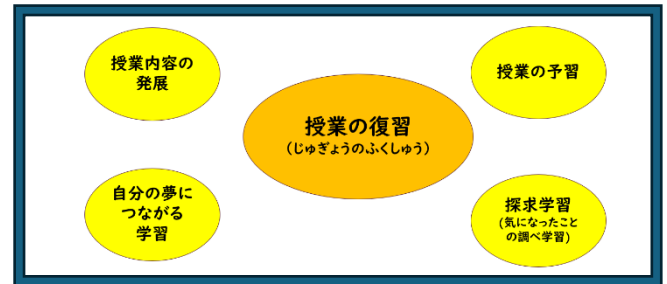 授業内容の
発展
授業の予習
授業の復習
(じゅぎょうのふくしゅう)
自分の夢に
つながる
学習
探求学習
(気になったこと
の調べ学習)